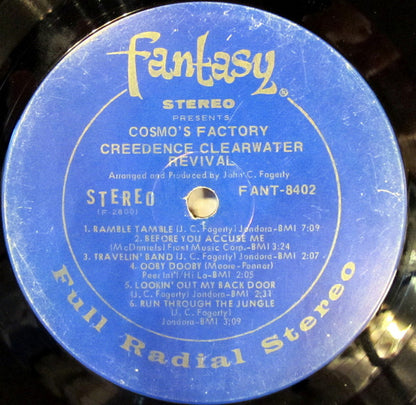 fantasy®
STEREO
PRESENTS
COSMO'S FACTORY
CREEDENCE CLEARWATER
REVIVAL
Arranged and Produced by John C. Fogerty
STEREO FANT-8402
(F-2800)
1. RAMBLE TAMBLE (J. C. Fogerty) Jondora-BMI 7:09
2. BEFORE YOU ACCUSE ME
(McDaniels) Frost Music Corp.-BMI 3:24
3. TRAVELIN' BAND (J. C. Fogerty) Jondora-BMI 2:07
4. OOBY DOOBY (Moore-Penner)
Peer Int'l/Hi Lo-BMI 2:05
5. LOOKIN' OUT MY BACK DOOR
(J. C. Fogerty) Jondora-BMI 2:31
6. RUN THROUGH THE JUNGLE
(J. C. Fogerty)
Jondora-BMI 3:09
Full Radial Stereo